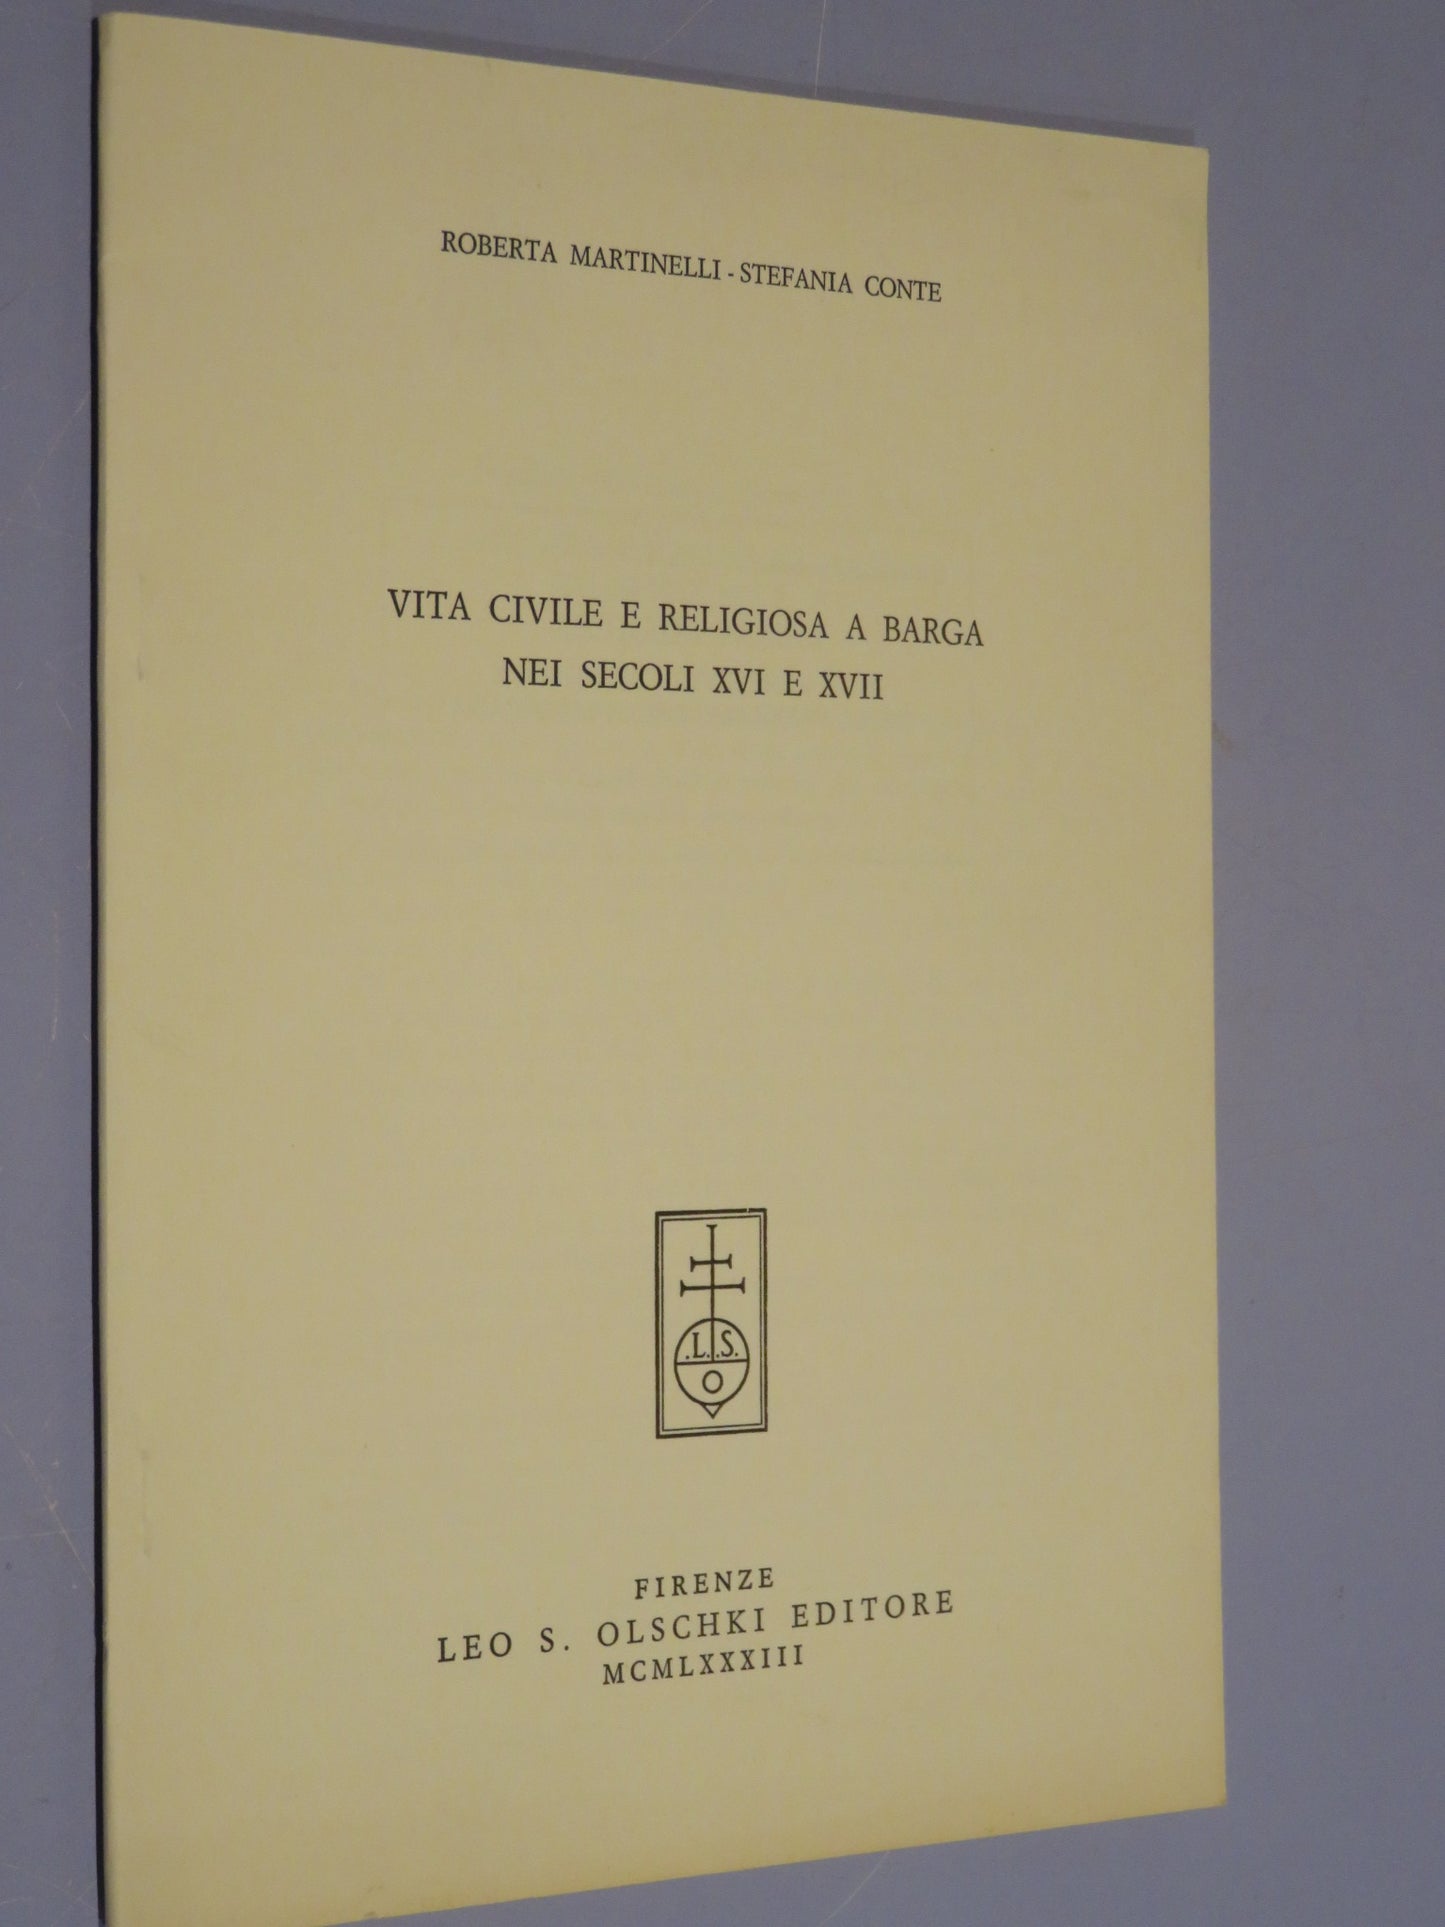 ROBERTA MARTINELLI - STEFANIA CONTE
VITA CIVILE E RELIGIOSA A BARGA
NEI SECOLI XVI E XVII
.L.S.
O
FIRENZE
LEO S. OLSCHKI EDITORE
MCMLXXXIII